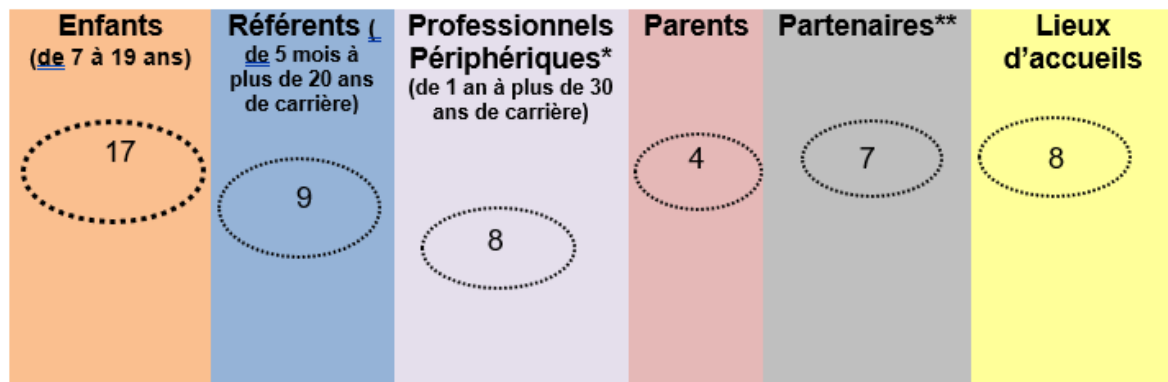 Enfants
(de 7 à 19 ans)
17
Référents (
de 5 mois à
plus de 20 ans
de carrière)
9
Professionnels
Périphériques*
(de 1 an à plus de 30
ans de carrière)
8
Parents
4
Partenaires**
7
Lieux
d'accueils
8